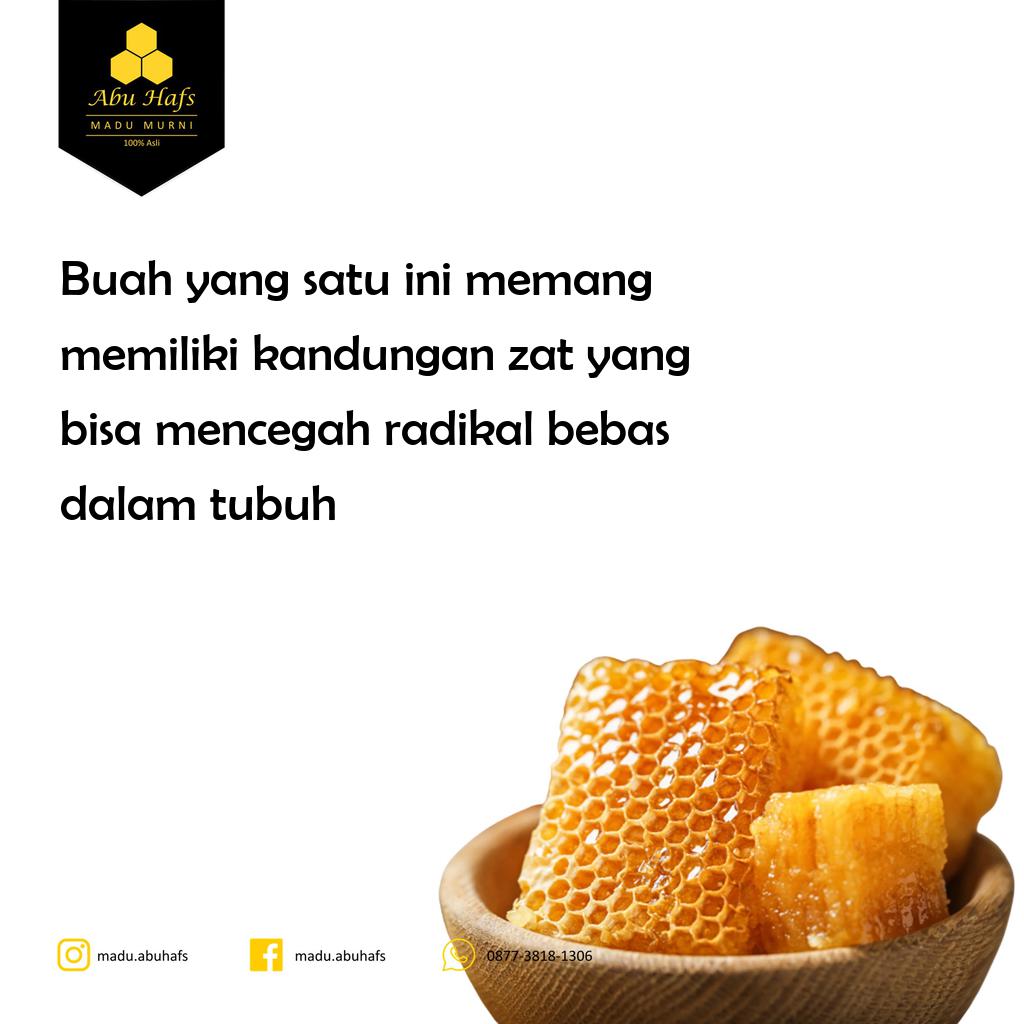 Abu Hafs
MADU MURNI
100% Asli
Buah yang satu ini memang
memiliki kandungan zat yang
bisa mencegah radikal bebas
dalam tubuh
madu.abuhafs
madu.abuhafs
0877-3818-1306